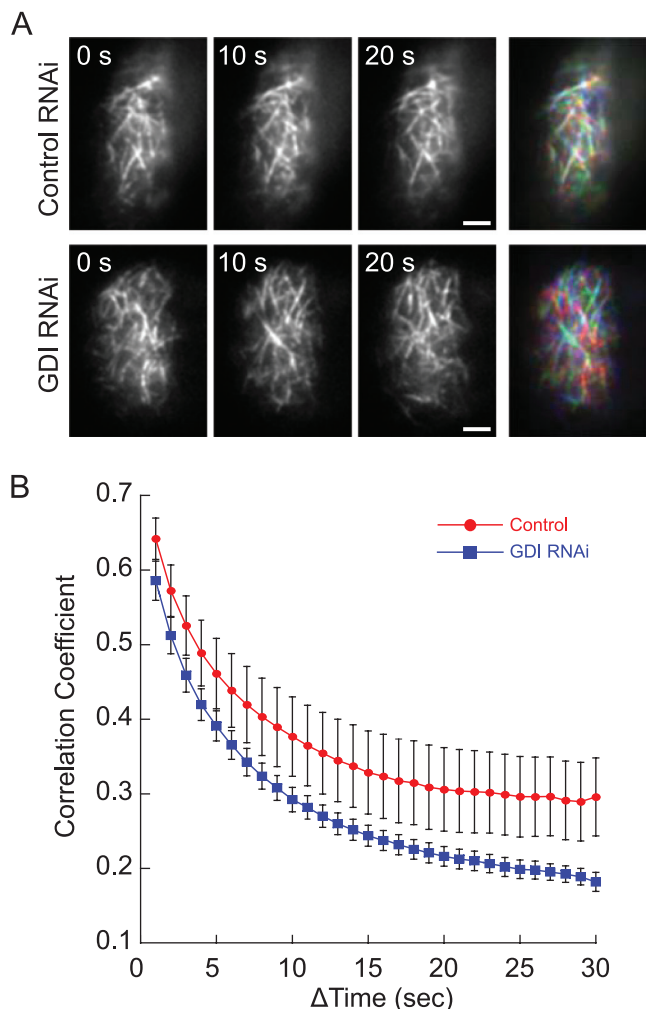 A
Control RNAi
0 s
10 s
20 s
GDI RNAi
0 s
10 s
20 s
B
Correlation Coefficient
0.7
0.6
0.5
0.4
0.3
0.2
0.1
Control
GDI RNAi
0
5
10
15
20
25
30
ΔTime (sec)